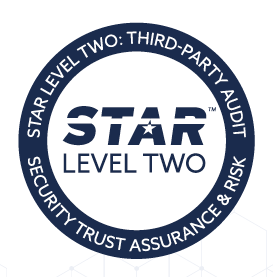 STAR LEVEL TWO: THIRD-PARTY AUDIT
STAR™
LEVEL TWO
SECURITY TRUST ASSURANCE & RISK